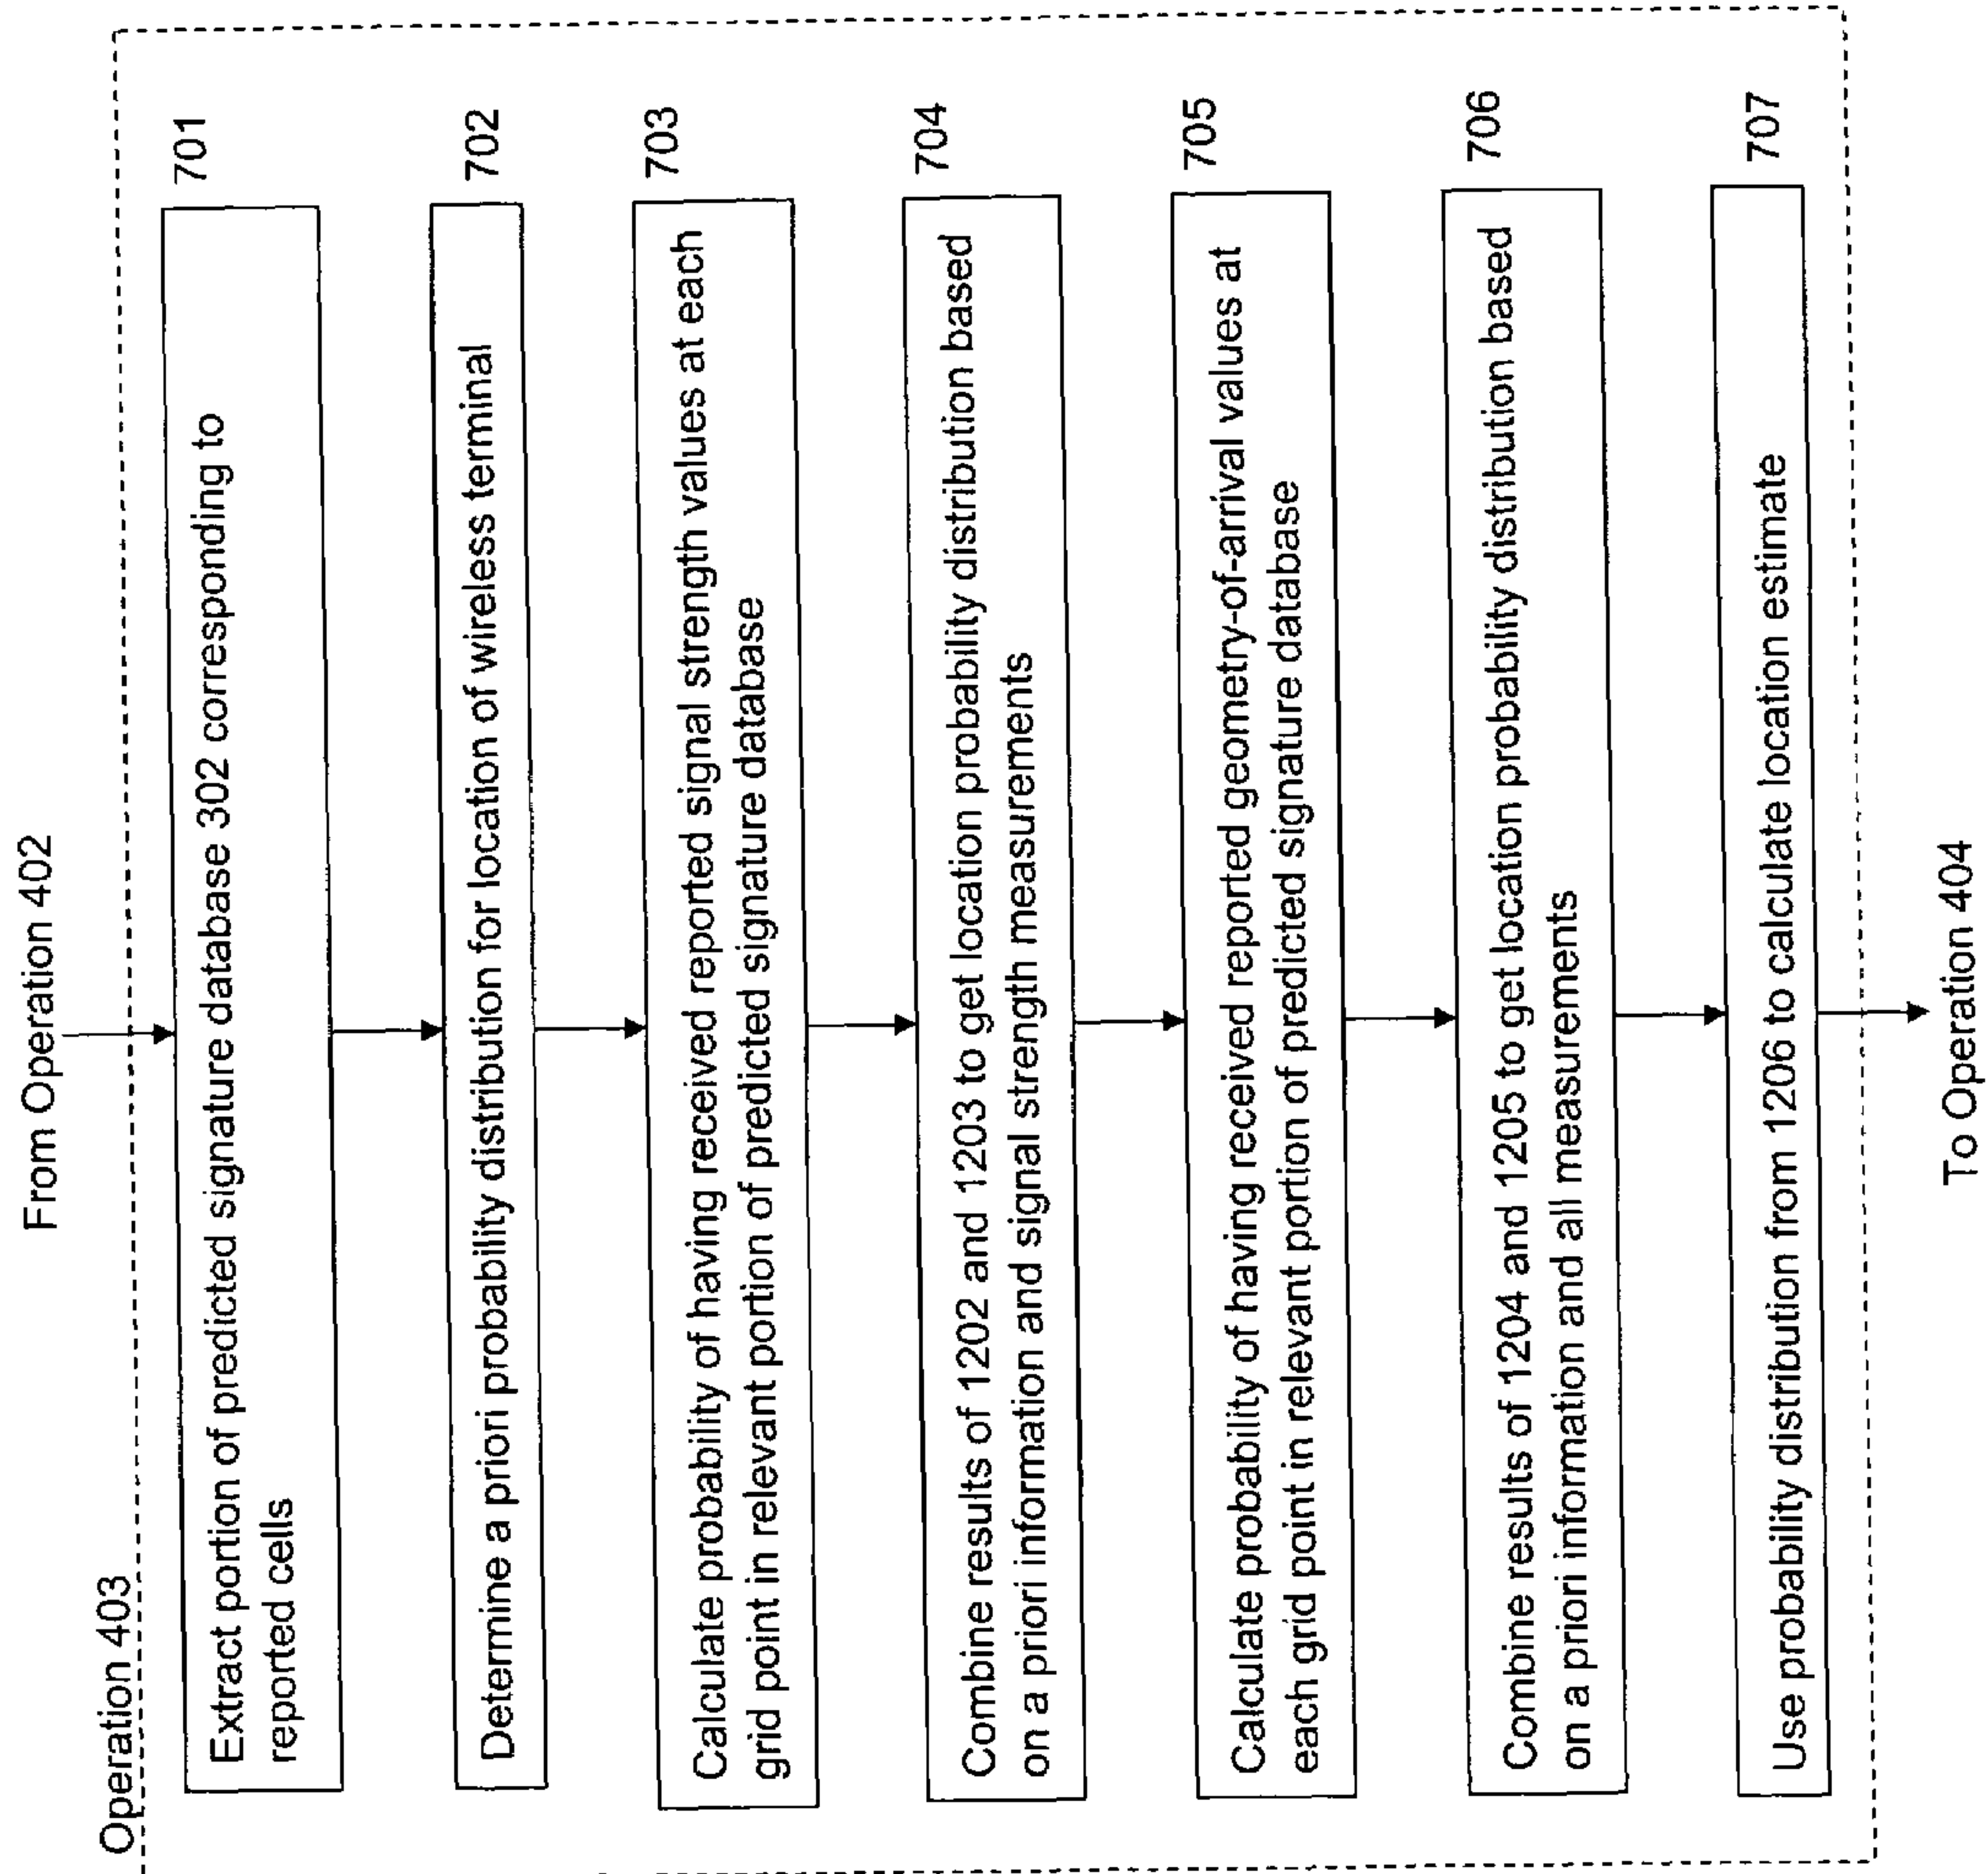 From Operation 402
Operation 403
701
Extract portion of predicted signature database 302 corresponding to
reported cells
702
Determine a priori probability distribution for location of wireless terminal
703
Calculate probability of having received reported signal strength values at each
grid point in relevant portion of predicted signature database
704
Combine results of 1202 and 1203 to get location probability distribution based
on a priori information and signal strength measurements
705
Calculate probability of having received reported geometry-of-arrival values at
each grid point in relevant portion of predicted signature database
706
Combine results of 1204 and 1205 to get location probability distribution based
on a priori information and all measurements
707
Use probability distribution from 1206 to calculate location estimate
To Operation 404